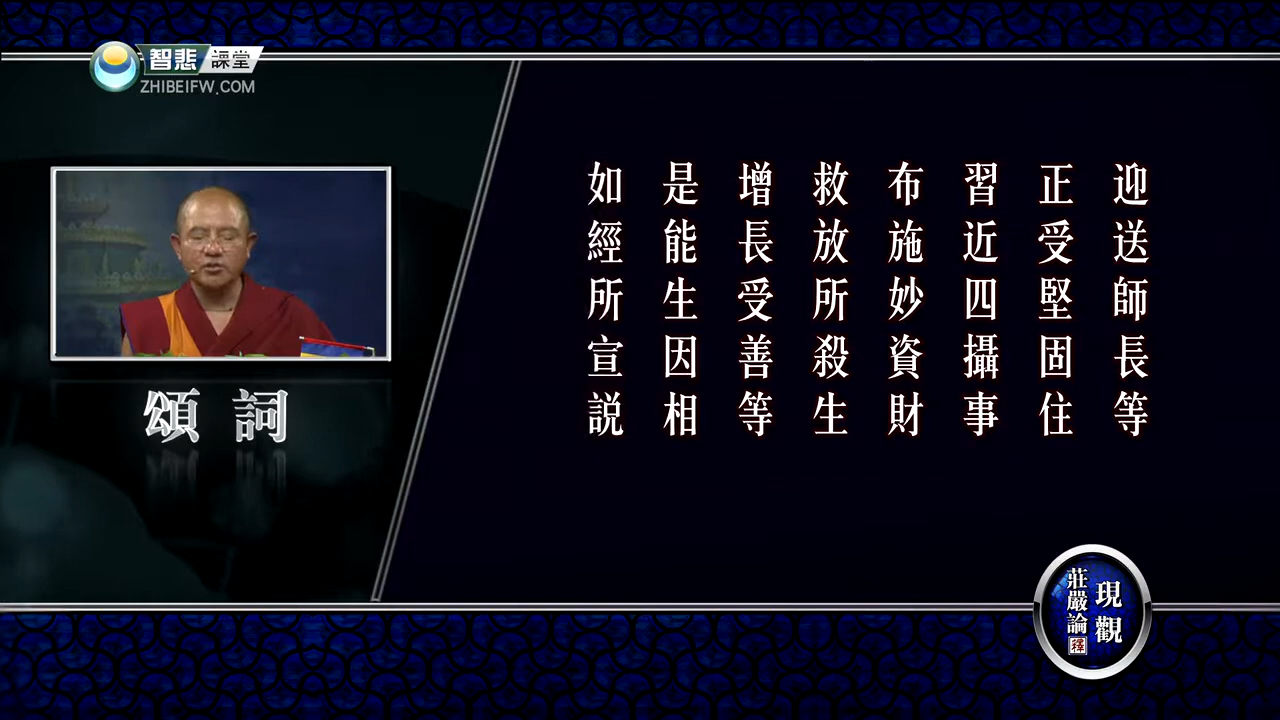 智悲課堂
ZHIBEIFW.COM
迎送師長等
正受堅固住
習近四攝事
布施妙資財
救放所殺生
增長受善等
是能生因相
如經所宣説
頌詞
現觀
莊嚴論釋